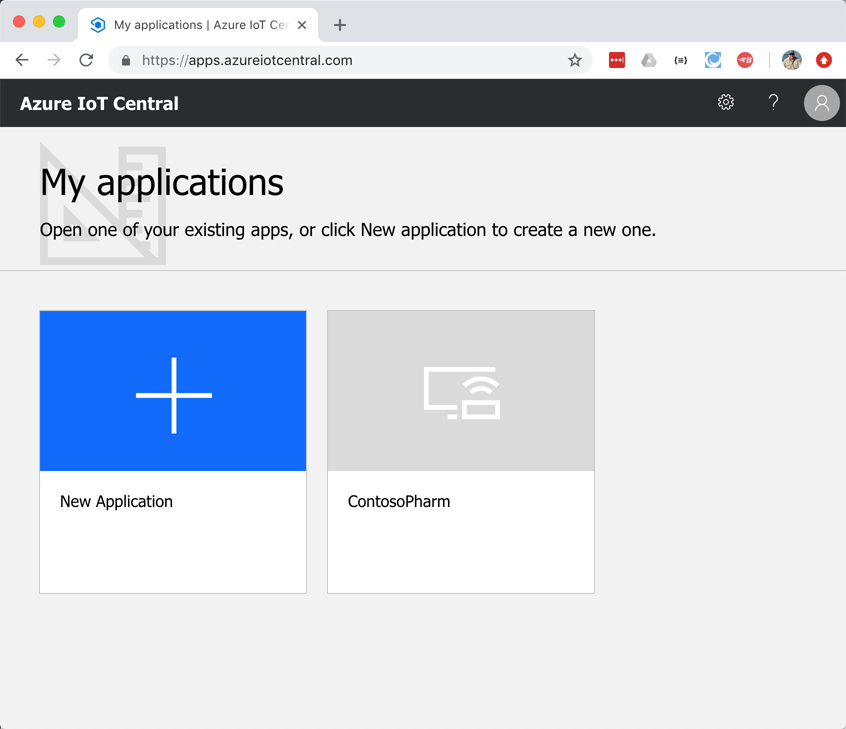 My applications | Azure IoT Cen
https://apps.azureiotcentral.com
Azure IoT Central
?
My applications
Open one of your existing apps, or click New application to create a new one.
New Application
ContosoPharm